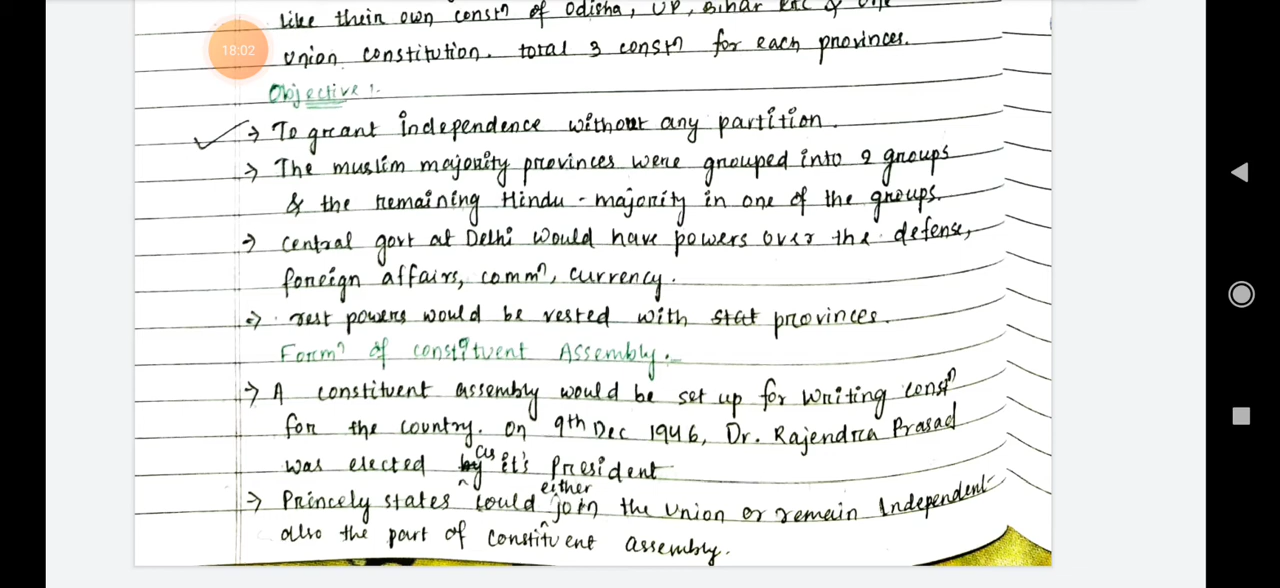 like their own constn of Odisha, UP, Bihar etc & one
union constitution. total 3 constn for each provinces.
18:02
Objective :-
→ To grant independence without any partition.
→ The muslim majority provinces were grouped into 2 groups
& the remaining Hindu - majority in one of the groups.
→ central govt at Delhi would have powers over the defense,
foreign affairs, commn, currency.
→ rest powers would be vested with stat provinces.
Formn of constituent Assembly.-
→ A constituent assembly would be set up for writing constn
for the country. on 9th Dec 1946, Dr. Rajendra Prasad
was elected by as it's President
→ Princely states could either join the union or remain Independent
also the part of constituent assembly.